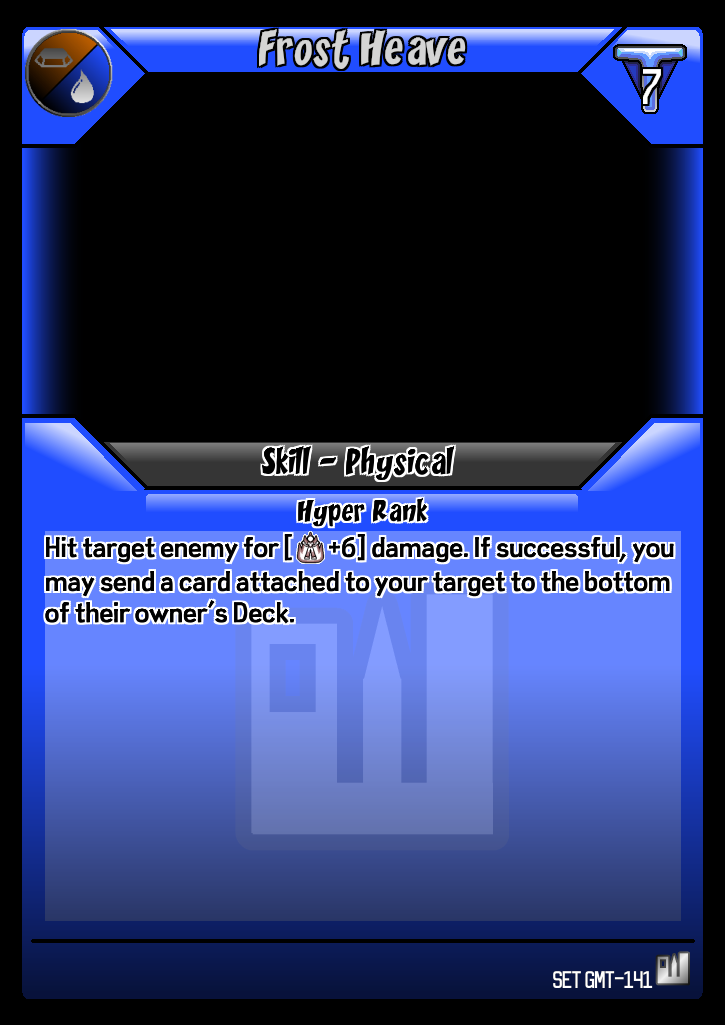 Frost Heave
7
Skill - Physical
Hyper Rank
Hit target enemy for [ +6] damage. If successful, you
may send a card attached to your target to the bottom
of their owner's Deck.
SET GMT-141